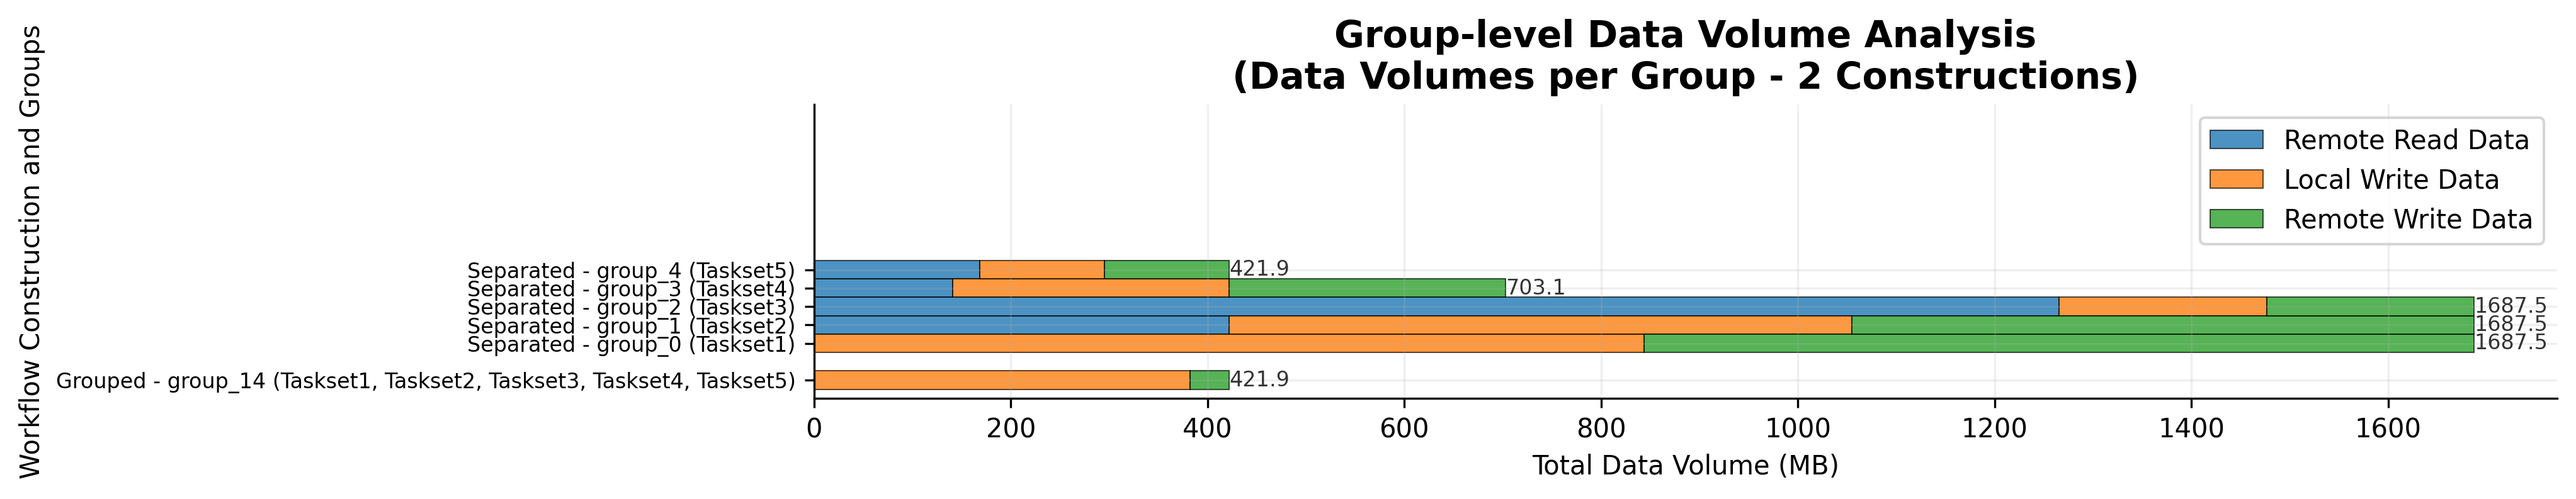 Group-level Data Volume Analysis
(Data Volumes per Group - 2 Constructions)
Workflow Construction and Groups
Remote Read Data
Local Write Data
Remote Write Data
Separated - group_4 (Taskset5)
421.9
Separated - group_3 (Taskset4)
703.1
Separated - group_2 (Taskset3)
1687.5
Separated - group_1 (Taskset2)
1687.5
Separated - group_0 (Taskset1)
1687.5
Grouped - group_14 (Taskset1, Taskset2, Taskset3, Taskset4, Taskset5)
421.9
0 200 400 600 800 1000 1200 1400 1600
Total Data Volume (MB)